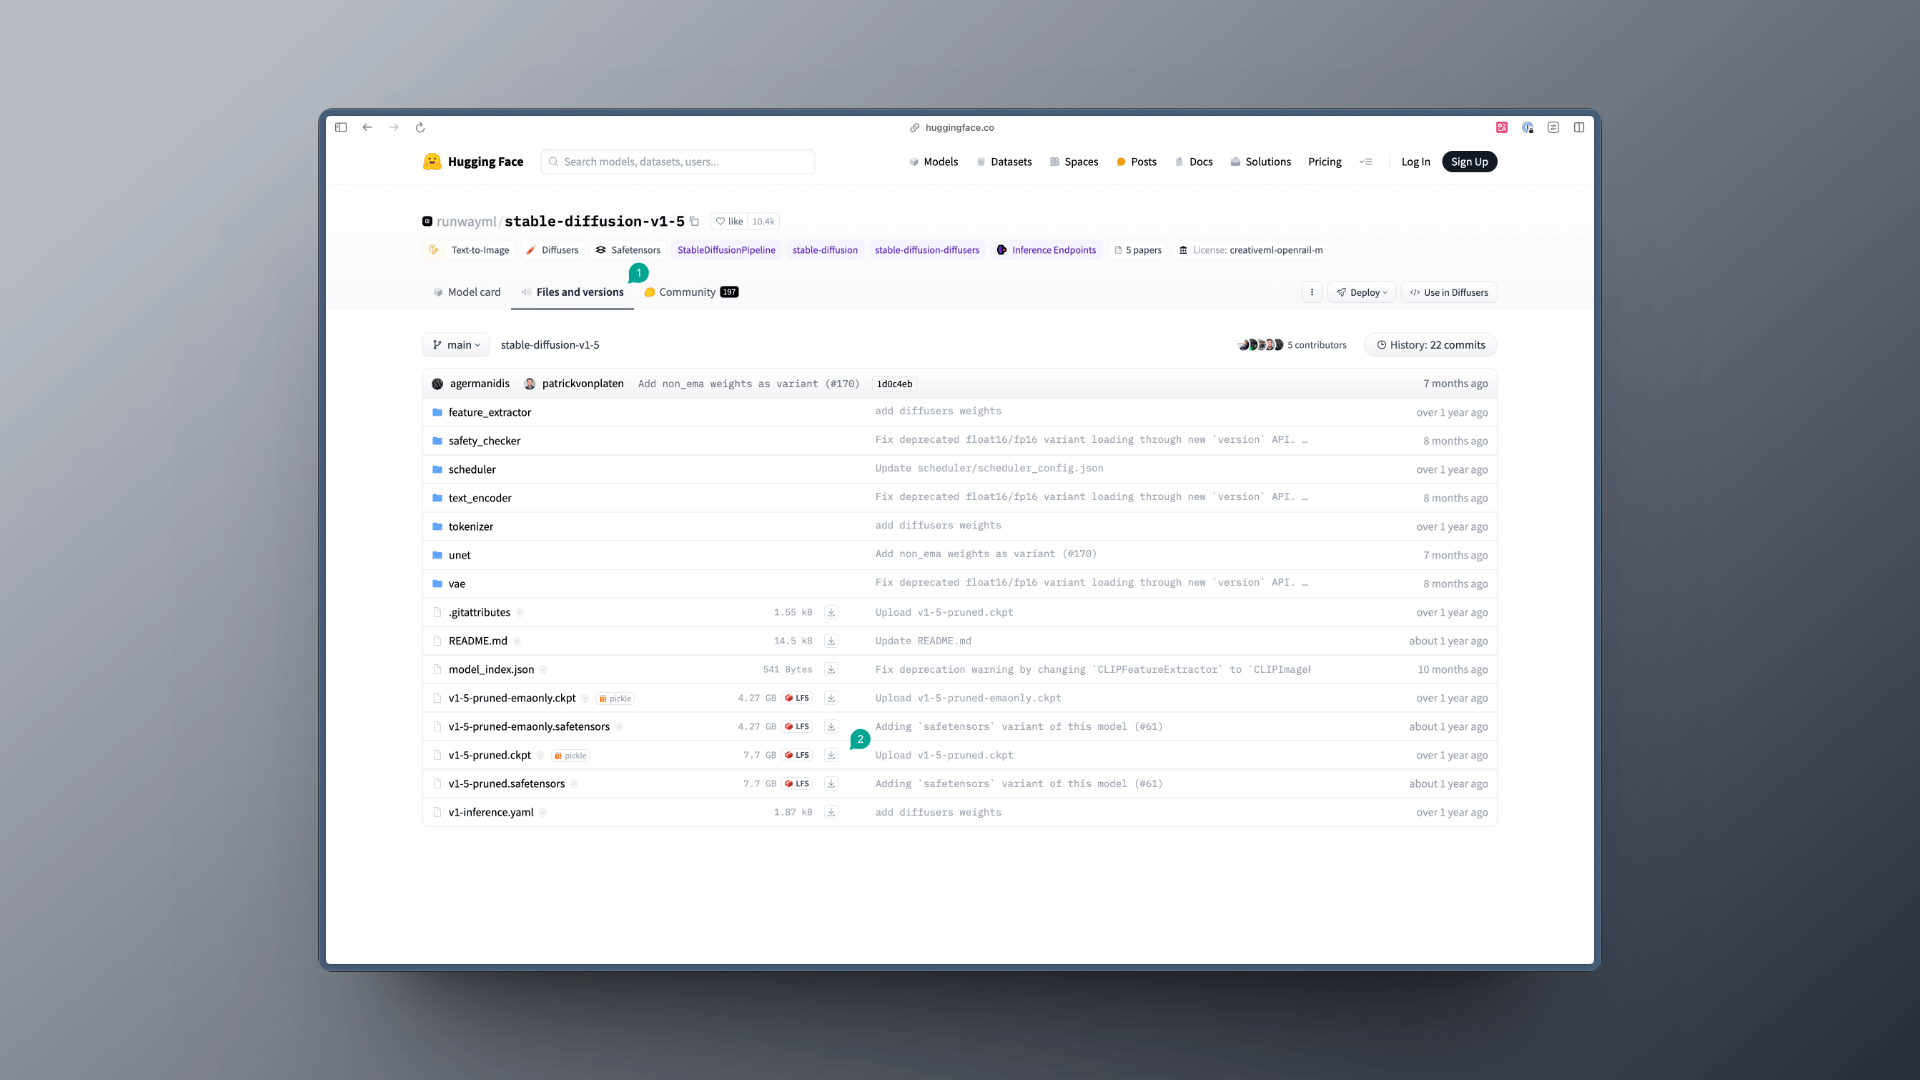 huggingface.co
Hugging Face Search models, datasets, users... Models Datasets Spaces Posts Docs Solutions Pricing Log In Sign Up
runwayml/stable-diffusion-v1-5 like 10.4k
Text-to-Image Diffusers Safetensors StableDiffusionPipeline stable-diffusion stable-diffusion-diffusers Inference Endpoints 5 papers License: creativeml-openrail-m
1
Model card Files and versions Community 197 Deploy Use in Diffusers
main stable-diffusion-v1-5 5 contributors History: 22 commits
agermanidis patrickvonplaten Add non_ema weights as variant (#170) 1d0c4eb 7 months ago
feature_extractor add diffusers weights over 1 year ago
safety_checker Fix deprecated float16/fp16 variant loading through new `version` API. … 8 months ago
scheduler Update scheduler/scheduler_config.json over 1 year ago
text_encoder Fix deprecated float16/fp16 variant loading through new `version` API. … 8 months ago
tokenizer add diffusers weights over 1 year ago
unet Add non_ema weights as variant (#170) 7 months ago
vae Fix deprecated float16/fp16 variant loading through new `version` API. … 8 months ago
.gitattributes 1.55 kB Upload v1-5-pruned.ckpt over 1 year ago
README.md 14.5 kB Update README.md about 1 year ago
model_index.json 541 Bytes Fix deprecation warning by changing `CLIPFeatureExtractor` to `CLIPImage 10 months ago
v1-5-pruned-emaonly.ckpt pickle 4.27 GB LFS Upload v1-5-pruned-emaonly.ckpt over 1 year ago
v1-5-pruned-emaonly.safetensors 4.27 GB LFS Adding `safetensors` variant of this model (#61) about 1 year ago
2
v1-5-pruned.ckpt pickle 7.7 GB LFS Upload v1-5-pruned.ckpt over 1 year ago
v1-5-pruned.safetensors 7.7 GB LFS Adding `safetensors` variant of this model (#61) about 1 year ago
v1-inference.yaml 1.87 kB add diffusers weights over 1 year ago